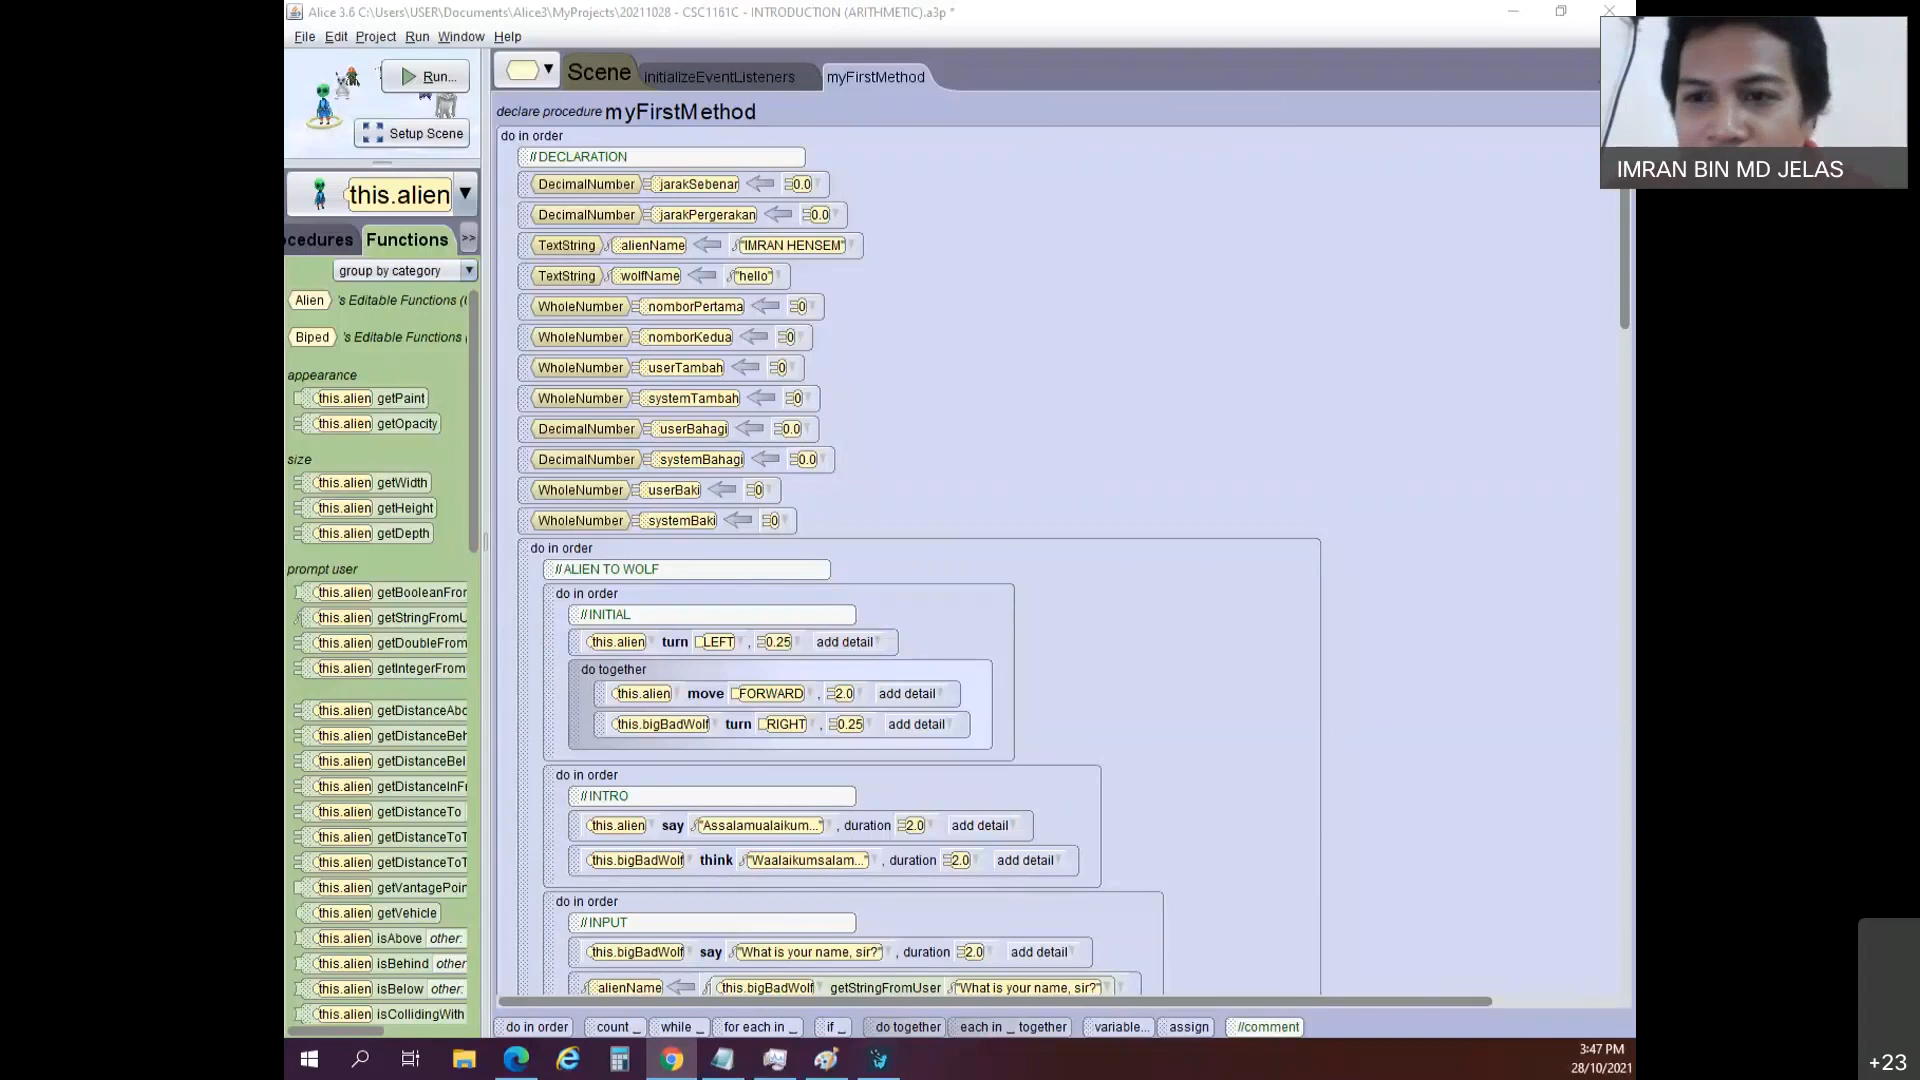 Alice 3.6 C:\Users\USER\Documents\Alice3\MyProjects\20211028 - CSC1161C - INTRODUCTION (ARITHMETIC).a3p *
File Edit Project Run Window Help
Run...
Setup Scene
this.alien
ocedures Functions >>
group by category
Alien 's Editable Functions (
Biped 's Editable Functions
appearance
this.alien getPaint
this.alien getOpacity
size
this.alien getWidth
this.alien getHeight
this.alien getDepth
prompt user
this.alien getBooleanFror
this.alien getStringFromU
this.alien getDoubleFrom
this.alien getIntegerFrom
this.alien getDistanceAbo
this.alien getDistanceBeh
this.alien getDistanceBel
this.alien getDistanceInFr
this.alien getDistanceTo
this.alien getDistanceToT
this.alien getDistanceToT
this.alien getVantagePoin
this.alien getVehicle
this.alien isAbove other:
this.alien isBehind other
this.alien isBelow other:
this.alien isCollidingWith
Scene initializeEventListeners myFirstMethod
declare procedure myFirstMethod
do in order
//DECLARATION
DecimalNumber jarakSebenar 0.0
DecimalNumber jarakPergerakan 0.0
TextString alienName "IMRAN HENSEM"
TextString wolfName "hello"
WholeNumber nomborPertama 0
WholeNumber nomborKedua 0
WholeNumber userTambah 0
WholeNumber systemTambah 0
DecimalNumber userBahagi 0.0
DecimalNumber systemBahagi 0.0
WholeNumber userBaki 0
WholeNumber systemBaki 0
do in order
//ALIEN TO WOLF
do in order
//INITIAL
this.alien turn LEFT , 0.25 add detail
do together
this.alien move FORWARD , 2.0 add detail
this.bigBadWolf turn RIGHT , 0.25 add detail
do in order
//INTRO
this.alien say "Assalamualaikum..." , duration 2.0 add detail
this.bigBadWolf think "Waalaikumsalam..." , duration 2.0 add detail
do in order
//INPUT
this.bigBadWolf say "What is your name, sir?" , duration 2.0 add detail
alienName this.bigBadWolf getStringFromUser "What is your name, sir?"
do in order count _ while _ for each in _ if _ do together each in _ together variable... assign //comment
3:47 PM
28/10/2021
IMRAN BIN MD JELAS
+23